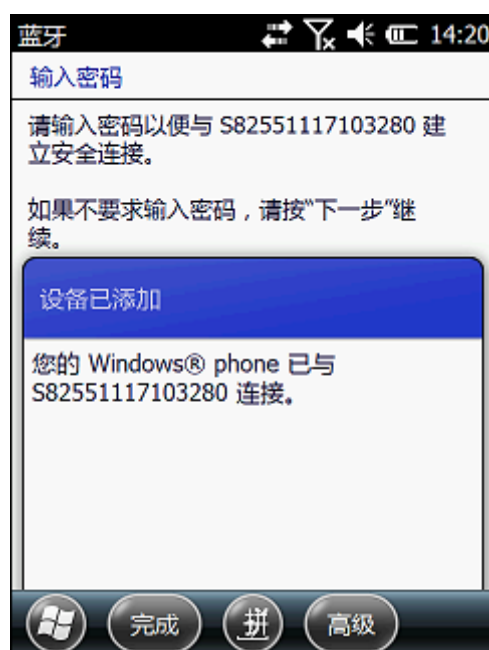 蓝牙 14:20
输入密码
请输入密码以便与 S82551117103280 建
立安全连接。
如果不要求输入密码，请按“下一步”继
续。
设备已添加
您的 Windows® phone 已与
S82551117103280 连接。
完成 拼 高级